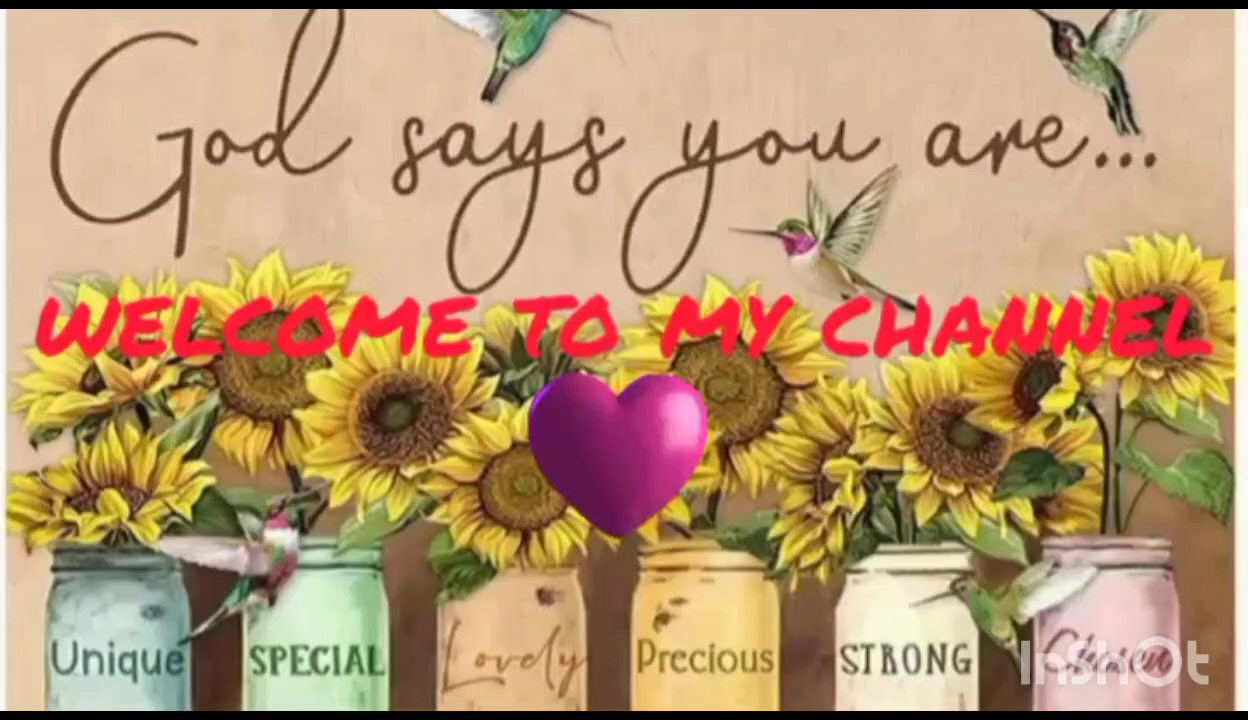 God says you are...
WELCOME TO MY CHANNEL
Unique SPECIAL Lovely Precious STRONG Chosen
InShOt